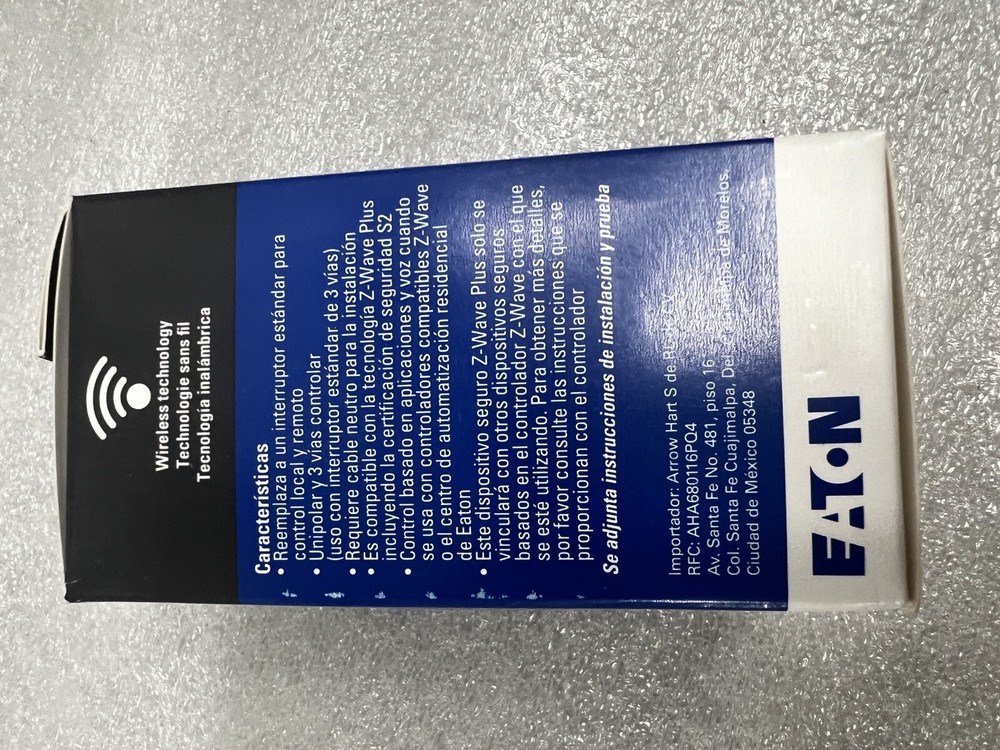 Wireless technology
Technologie sans fil
Tecnología inalámbrica
Características
• Reemplaza a un interruptor estándar para
control local y remoto
• Unipolar y 3 vías controlar
(uso con interruptor estándar de 3 vías)
• Requiere cable neutro para la instalación
• Es compatible con la tecnología Z-Wave Plus
incluyendo la certificación de seguridad S2
• Control basado en aplicaciones y voz cuando
se usa con controladores compatibles Z-Wave
o el centro de automatización residencial
de Eaton
• Este dispositivo seguro Z-Wave Plus solo se
vinculará con otros dispositivos seguros
basados en el controlador Z-Wave con el que
se esté utilizando. Para obtener más detalles,
por favor consulte las instrucciones que se
proporcionan con el controlador
Se adjunta instrucciones de instalación y prueba
Importador: Arrow Hart S de RL de CV
RFC: AHA680116PQ4
Av. Santa Fe No. 481, piso 16
Col. Santa Fe Cuajimalpa, de Morelos,
Ciudad de México 05348
EATON